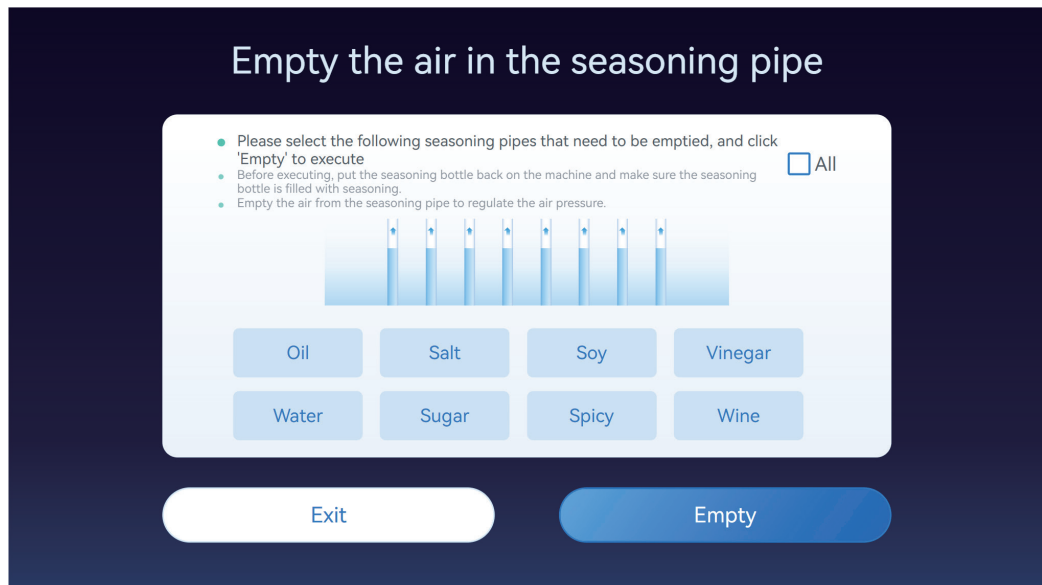 Empty the air in the seasoning pipe
Please select the following seasoning pipes that need to be emptied, and click
'Empty' to execute
All
Before executing, put the seasoning bottle back on the machine and make sure the seasoning
bottle is filled with seasoning.
Empty the air from the seasoning pipe to regulate the air pressure.
Oil
Salt
Soy
Vinegar
Water
Sugar
Spicy
Wine
Exit
Empty